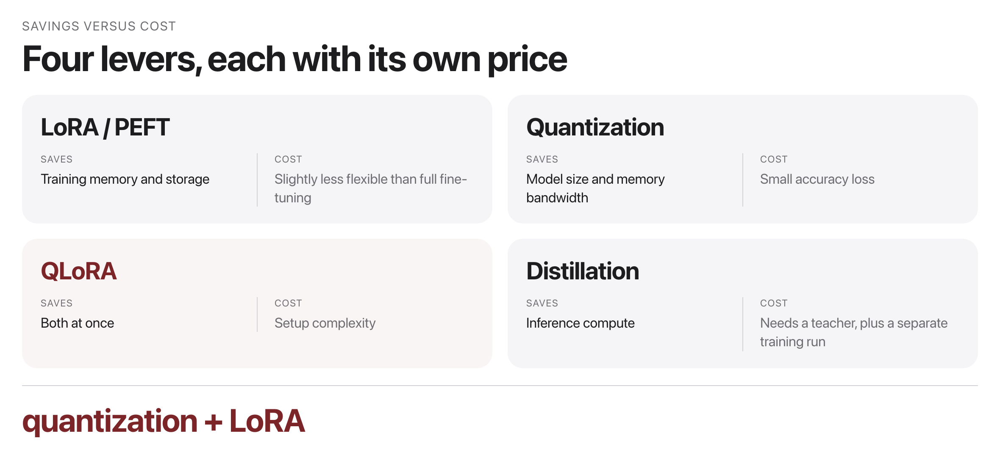 SAVINGS VERSUS COST
Four levers, each with its own price
LoRA / PEFT
SAVES
Training memory and storage
COST
Slightly less flexible than full fine-
tuning
Quantization
SAVES
Model size and memory
bandwidth
COST
Small accuracy loss
QLoRA
SAVES
Both at once
COST
Setup complexity
Distillation
SAVES
Inference compute
COST
Needs a teacher, plus a separate
training run
quantization + LoRA